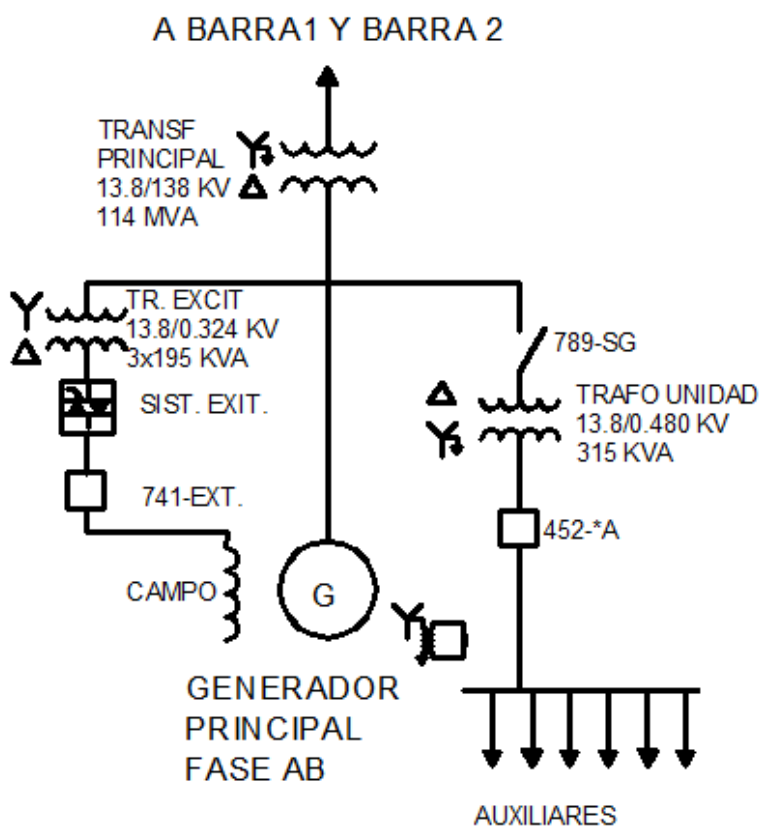 A BARRA1 Y BARRA 2
TRANSF
PRINCIPAL
13.8/138 KV
114 MVA
TR. EXCIT
13.8/0.324 KV
3x195 KVA
SIST. EXIT.
741-EXT.
CAMPO
G
GENERADOR
PRINCIPAL
FASE AB
789-SG
TRAFO UNIDAD
13.8/0.480 KV
315 KVA
452-*A
AUXILIARES